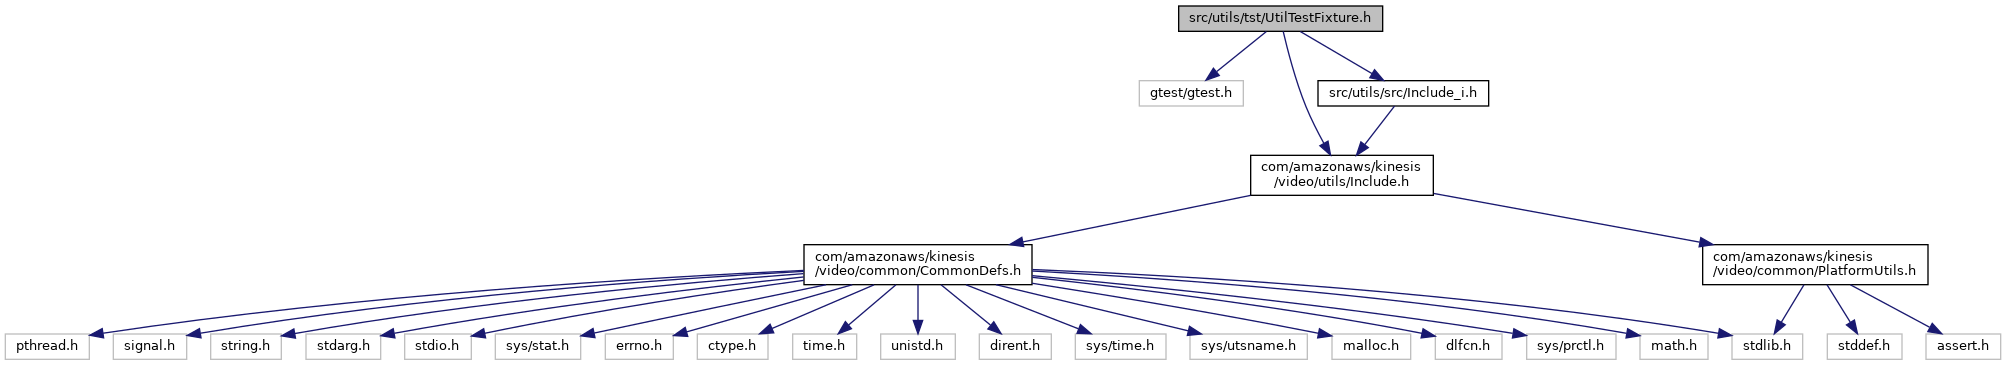 src/utils/tst/UtilTestFixture.h
gtest/gtest.h
src/utils/src/Include_i.h
com/amazonaws/kinesis
/video/utils/Include.h
com/amazonaws/kinesis
/video/common/CommonDefs.h
com/amazonaws/kinesis
/video/common/PlatformUtils.h
pthread.h
signal.h
string.h
stdarg.h
stdio.h
sys/stat.h
errno.h
ctype.h
time.h
unistd.h
dirent.h
sys/time.h
sys/utsname.h
malloc.h
dlfcn.h
sys/prctl.h
math.h
stdlib.h
stddef.h
assert.h